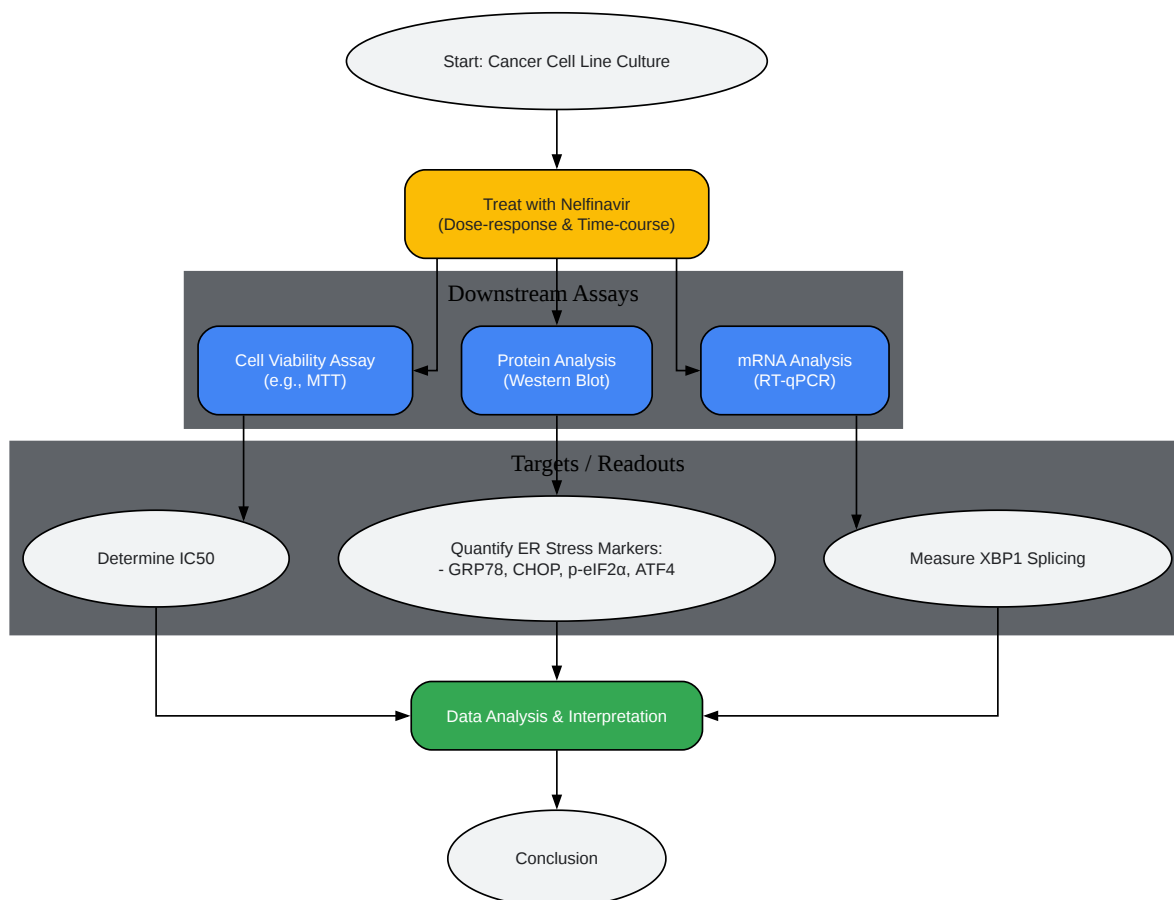 Start: Cancer Cell Line Culture
Treat with Nelfinavir
(Dose-response & Time-course)
Downstream Assays
Cell Viability Assay
(e.g., MTT)
Protein Analysis
(Western Blot)
mRNA Analysis
(RT-qPCR)
Targets / Readouts
Determine IC50
Quantify ER Stress Markers:
- GRP78, CHOP, p-eIF2α, ATF4
Measure XBP1 Splicing
Data Analysis & Interpretation
Conclusion